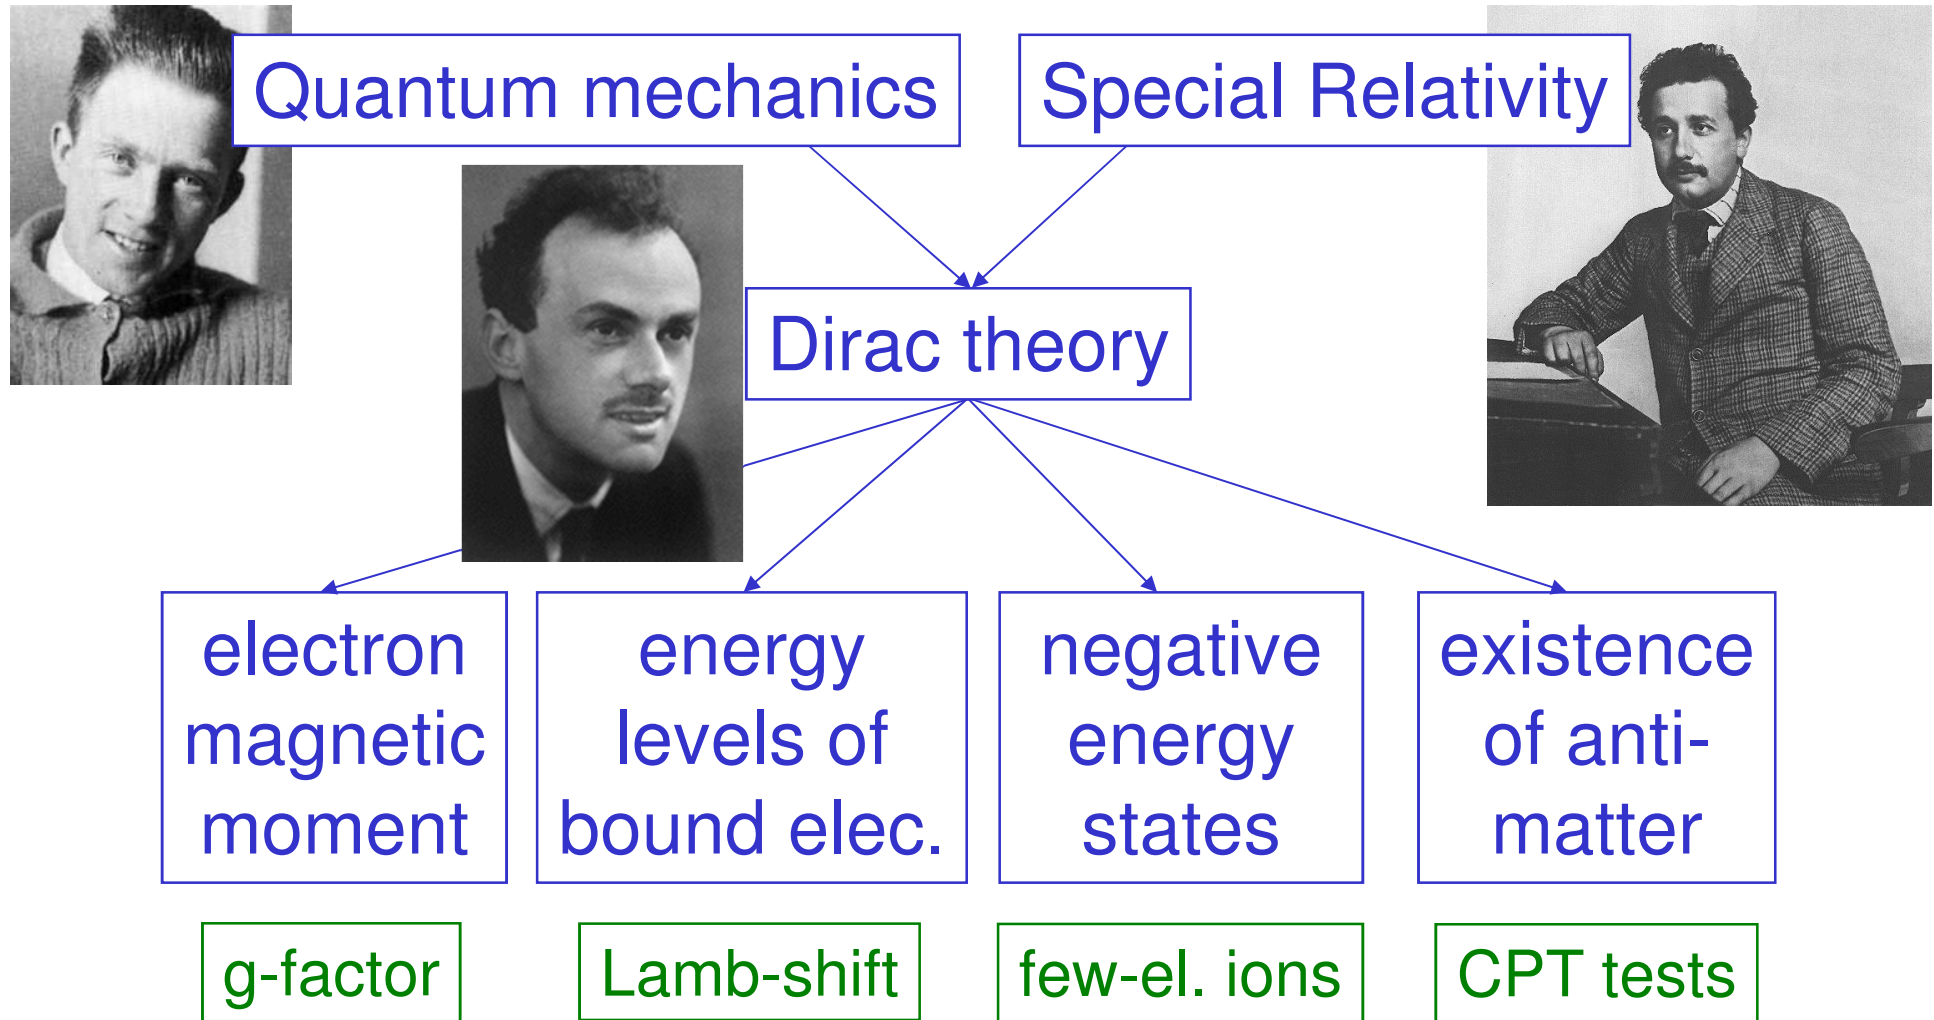 Quantum mechanics
Special Relativity
Dirac theory
electron
magnetic
moment
energy
levels of
bound elec.
negative
energy
states
existence
of anti-
matter
g-factor
Lamb-shift
few-el. ions
CPT tests